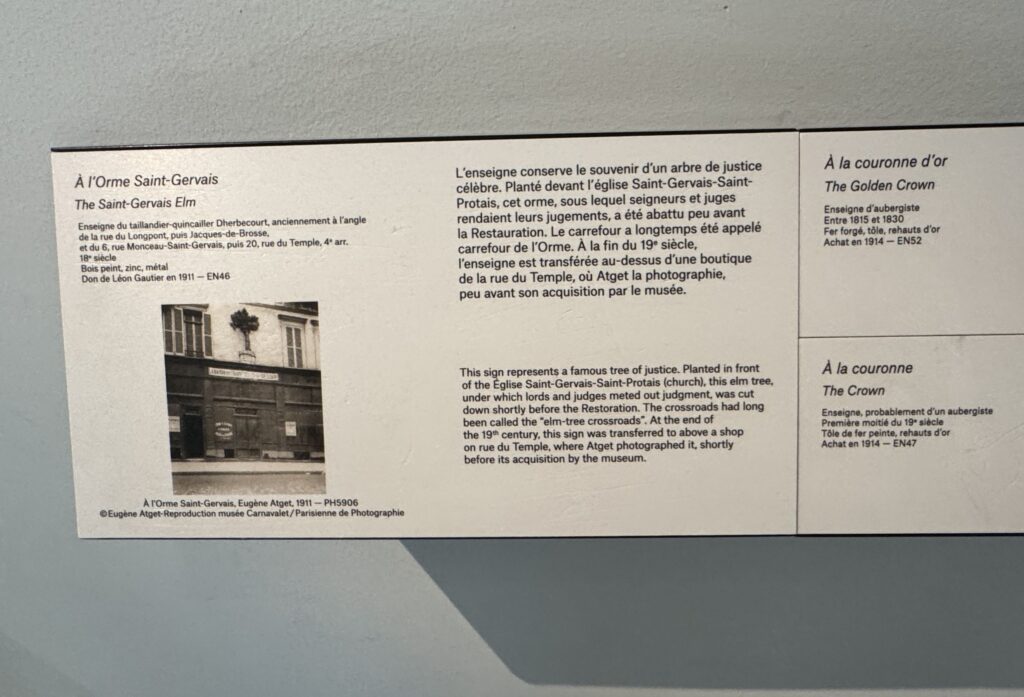 À l'Orme Saint-Gervais
The Saint-Gervais Elm
Enseigne du taillandier-quincailler Dherbecourt, anciennement à l'angle
de la rue du Longpont, puis Jacques-de-Brosse,
et du 6, rue Monceau-Saint-Gervais, puis 20, rue du Temple, 4ᵉ arr.
18ᵉ siècle
Bois peint, zinc, métal
Don de Léon Gautier en 1911 — EN46
À l'Orme Saint-Gervais, Eugène Atget, 1911 — PH5906
©Eugène Atget-Reproduction musée Carnavalet/Parisienne de Photographie
L'enseigne conserve le souvenir d'un arbre de justice
célèbre. Planté devant l'église Saint-Gervais-Saint-
Protais, cet orme, sous lequel seigneurs et juges
rendaient leurs jugements, a été abattu peu avant
la Restauration. Le carrefour a longtemps été appelé
carrefour de l'Orme. À la fin du 19ᵉ siècle,
l'enseigne est transférée au-dessus d'une boutique
de la rue du Temple, où Atget la photographie,
peu avant son acquisition par le musée.
This sign represents a famous tree of justice. Planted in front
of the Église Saint-Gervais-Saint-Protais (church), this elm tree,
under which lords and judges meted out judgment, was cut
down shortly before the Restoration. The crossroads had long
been called the "elm-tree crossroads". At the end of
the 19ᵗʰ century, this sign was transferred to above a shop
on rue du Temple, where Atget photographed it, shortly
before its acquisition by the museum.
À la couronne d'or
The Golden Crown
Enseigne d'aubergiste
Entre 1815 et 1830
Fer forgé, tôle, rehauts d'or
Achat en 1914 — EN52
À la couronne
The Crown
Enseigne, probablement d'un aubergiste
Première moitié du 19ᵉ siècle
Tôle de fer peinte, rehauts d'or
Achat en 1914 — EN47